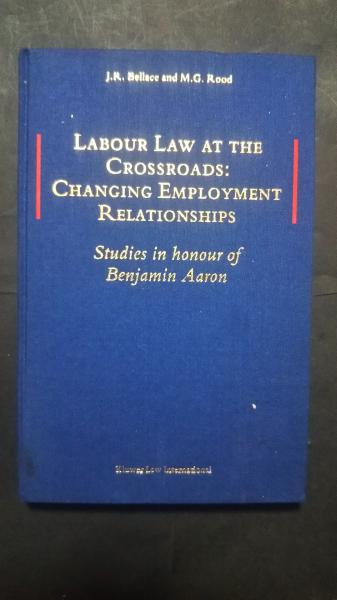 J.R. Bellace and M.G. Rood
LABOUR LAW AT THE
CROSSROADS:
CHANGING EMPLOYMENT
RELATIONSHIPS
Studies in honour of
Benjamin Aaron
Kluwer Law International